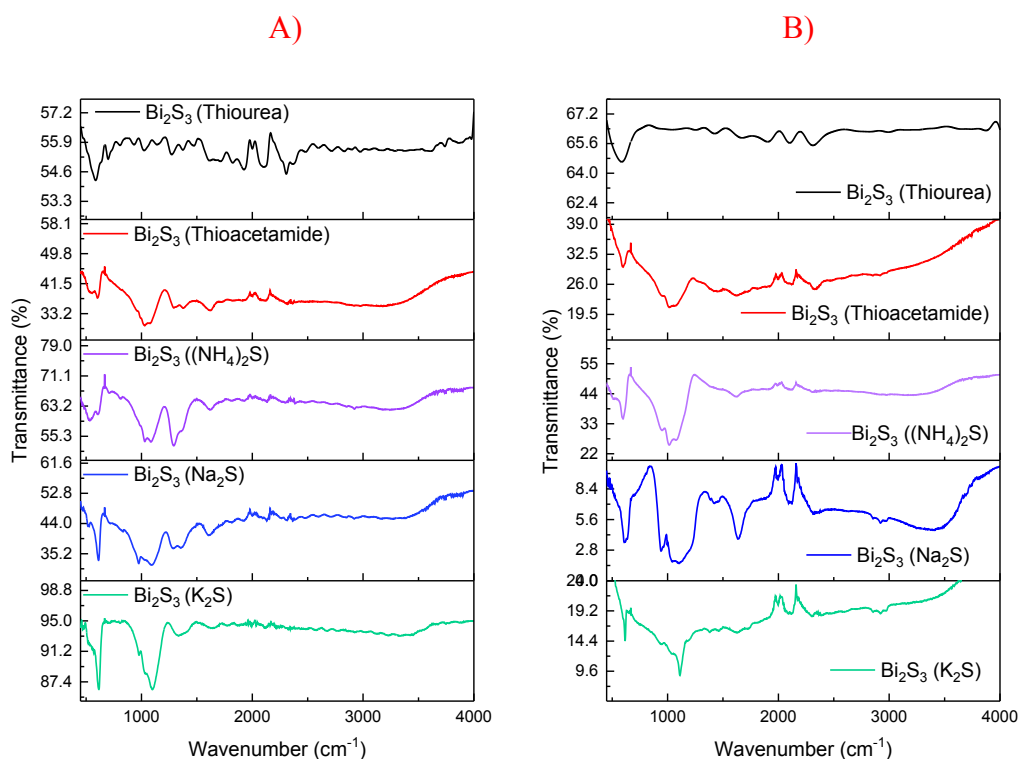 A)
B)
57.2
55.9
54.6
53.3
Bi₂S₃ (Thiourea)
58.1
49.8
41.5
33.2
Bi₂S₃ (Thioacetamide)
79.0
71.1
63.2
55.3
Bi₂S₃ ((NH₄)₂S)
61.6
52.8
44.0
35.2
Bi₂S₃ (Na₂S)
98.8
95.0
91.2
87.4
Bi₂S₃ (K₂S)
Transmittance (%)
1000
2000
3000
4000
Wavenumber (cm⁻¹)
67.2
65.6
64.0
62.4
Bi₂S₃ (Thiourea)
39.0
32.5
26.0
19.5
Bi₂S₃ (Thioacetamide)
55
44
33
22
Bi₂S₃ ((NH₄)₂S)
8.4
5.6
2.8
Bi₂S₃ (Na₂S)
19.2
14.4
9.6
Bi₂S₃ (K₂S)
Transmittance (%)
1000
2000
3000
4000
Wavenumber (cm⁻¹)